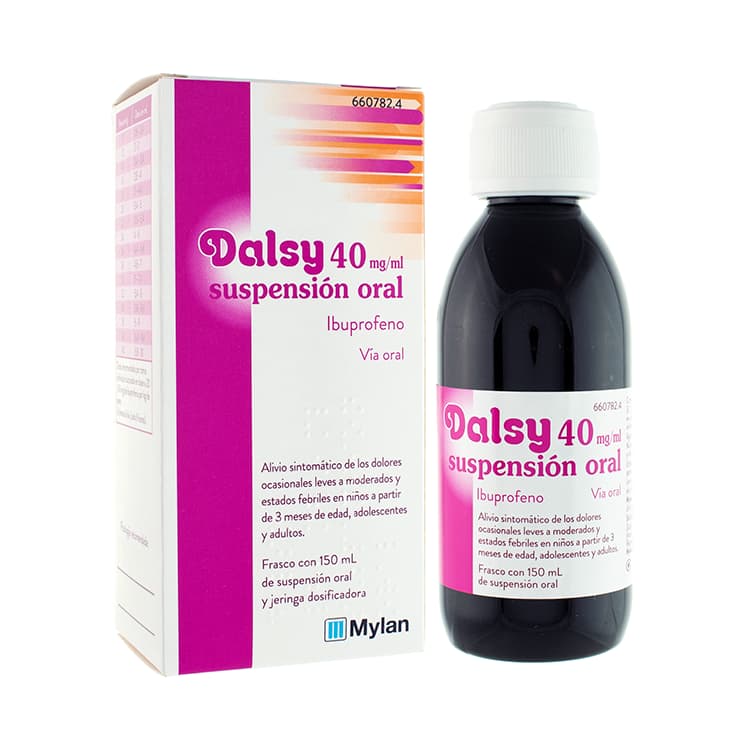 660782.4
Dalsy 40 mg/ml
suspensión oral
Ibuprofeno
Vía oral
Alivio sintomático de los dolores
ocasionales leves a moderados y
estados febriles en niños a partir
de 3 meses de edad, adolescentes
y adultos.
Frasco con 150 mL
de suspensión oral
y jeringa dosificadora
Mylan
660782.4
Dalsy 40 mg/ml
suspensión oral
Ibuprofeno Vía oral
Alivio sintomático de los dolores
ocasionales leves a moderados y
estados febriles en niños a partir de 3
meses de edad, adolescentes y adultos.
Frasco con 150 mL
de suspensión oral